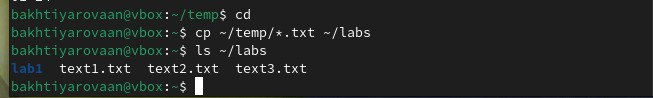 bakhtiyarovaan@vbox:~/temp$ cd
bakhtiyarovaan@vbox:~$ cp ~/temp/*.txt ~/labs
bakhtiyarovaan@vbox:~$ ls ~/labs
lab1  text1.txt  text2.txt  text3.txt
bakhtiyarovaan@vbox:~$